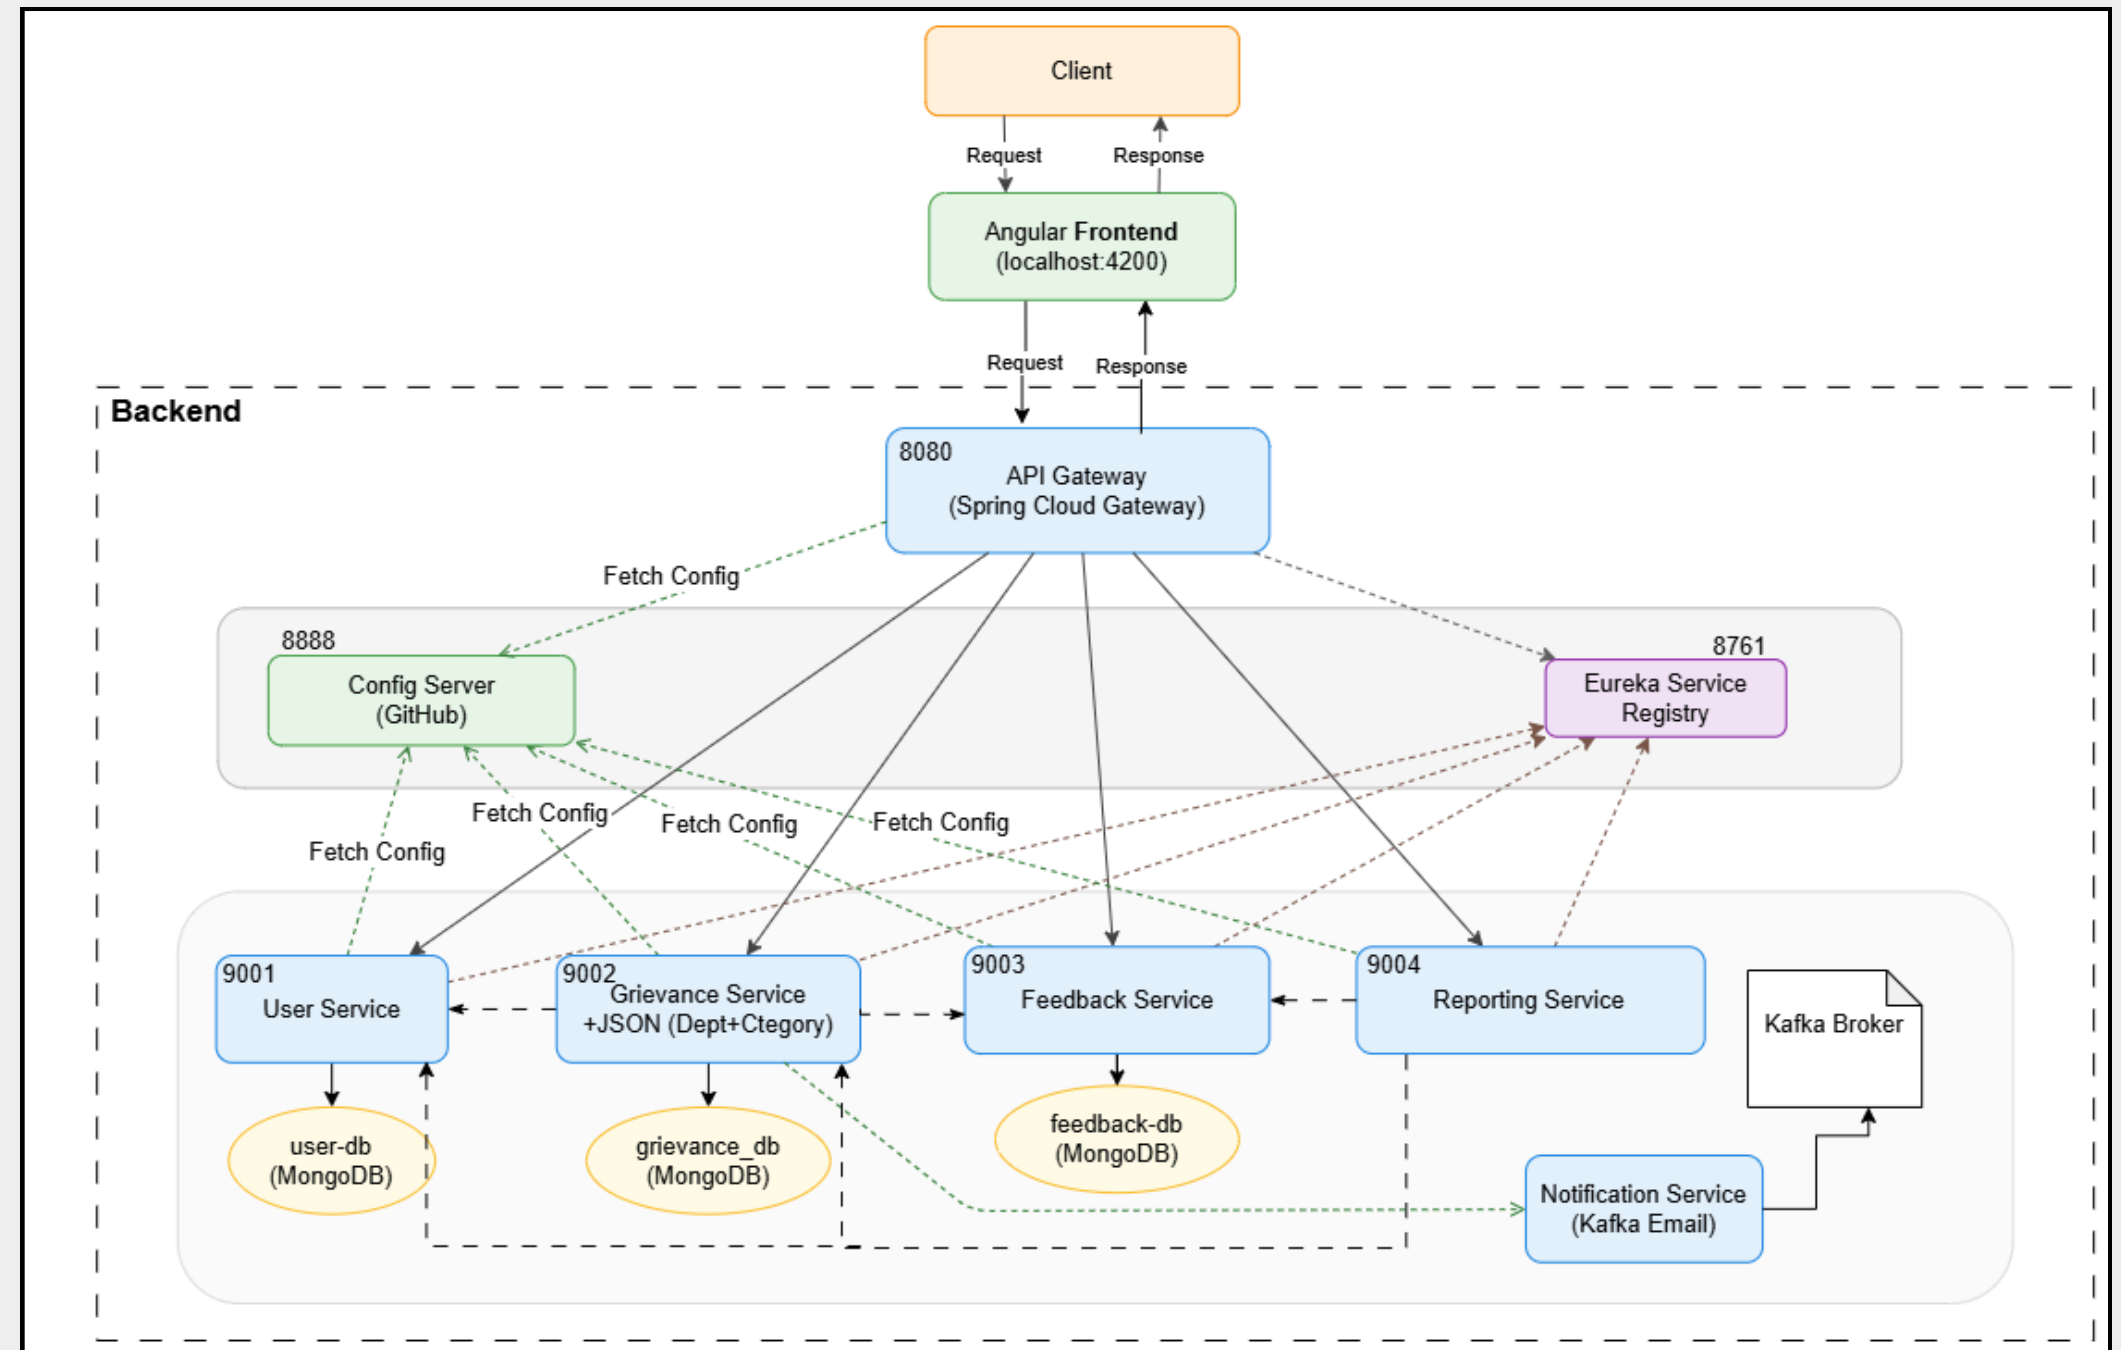 Client
Request
Response
Angular Frontend
(localhost:4200)
Request
Response
Backend
8080
API Gateway
(Spring Cloud Gateway)
Fetch Config
8888
Config Server
(GitHub)
8761
Eureka Service
Registry
Fetch Config
Fetch Config
Fetch Config
Fetch Config
9001
User Service
9002
Grievance Service
+JSON (Dept+Ctegory)
9003
Feedback Service
9004
Reporting Service
Kafka Broker
user-db
(MongoDB)
grievance_db
(MongoDB)
feedback-db
(MongoDB)
Notification Service
(Kafka Email)